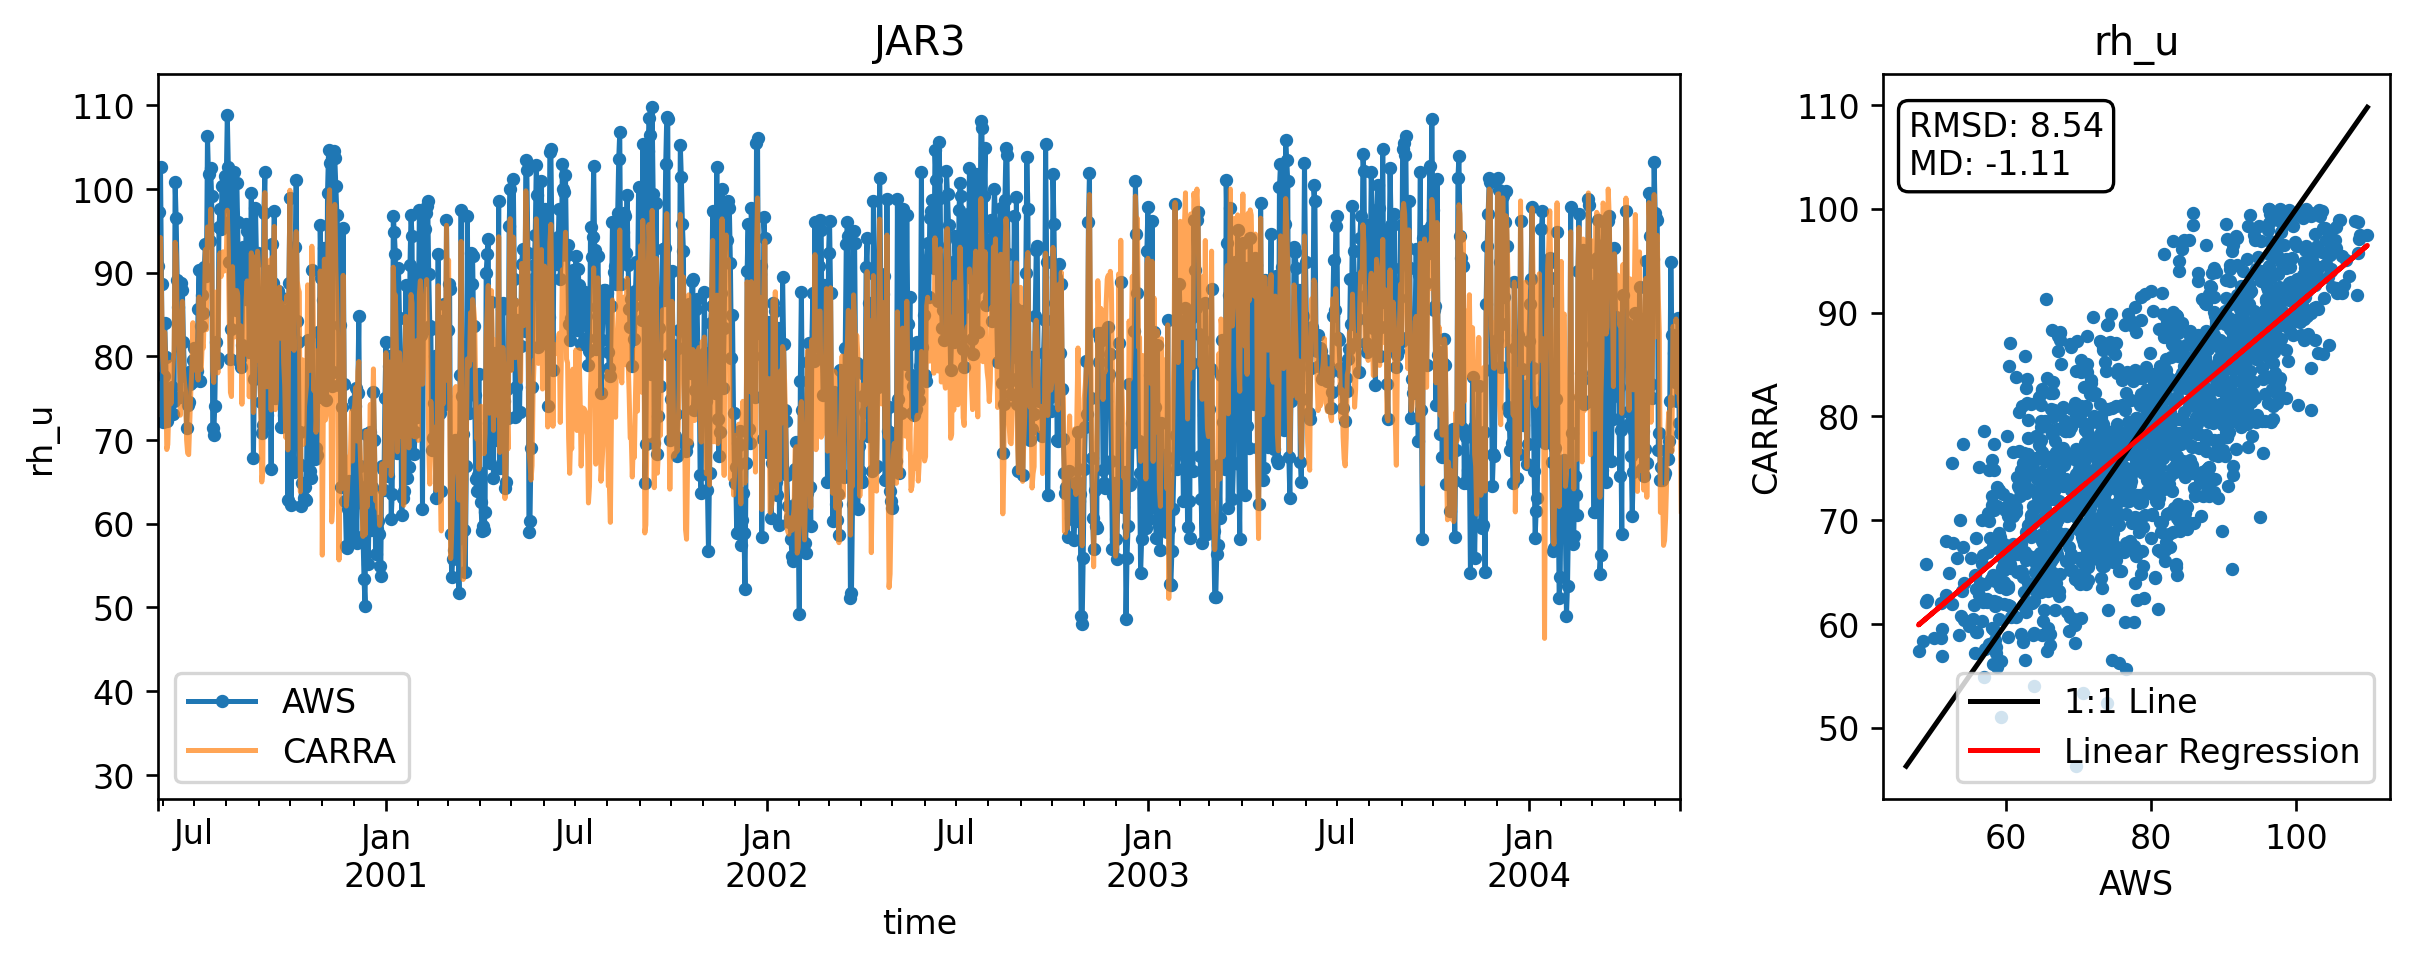 JAR3
rh_u
110
100
90
80
70
60
50
40
30
AWS
CARRA
Jul
Jan
2001
Jul
Jan
2002
Jul
Jan
2003
Jul
Jan
2004
time
rh_u
CARRA
110
100
90
80
70
60
50
RMSD: 8.54
MD: -1.11
1:1 Line
Linear Regression
60
80
100
AWS